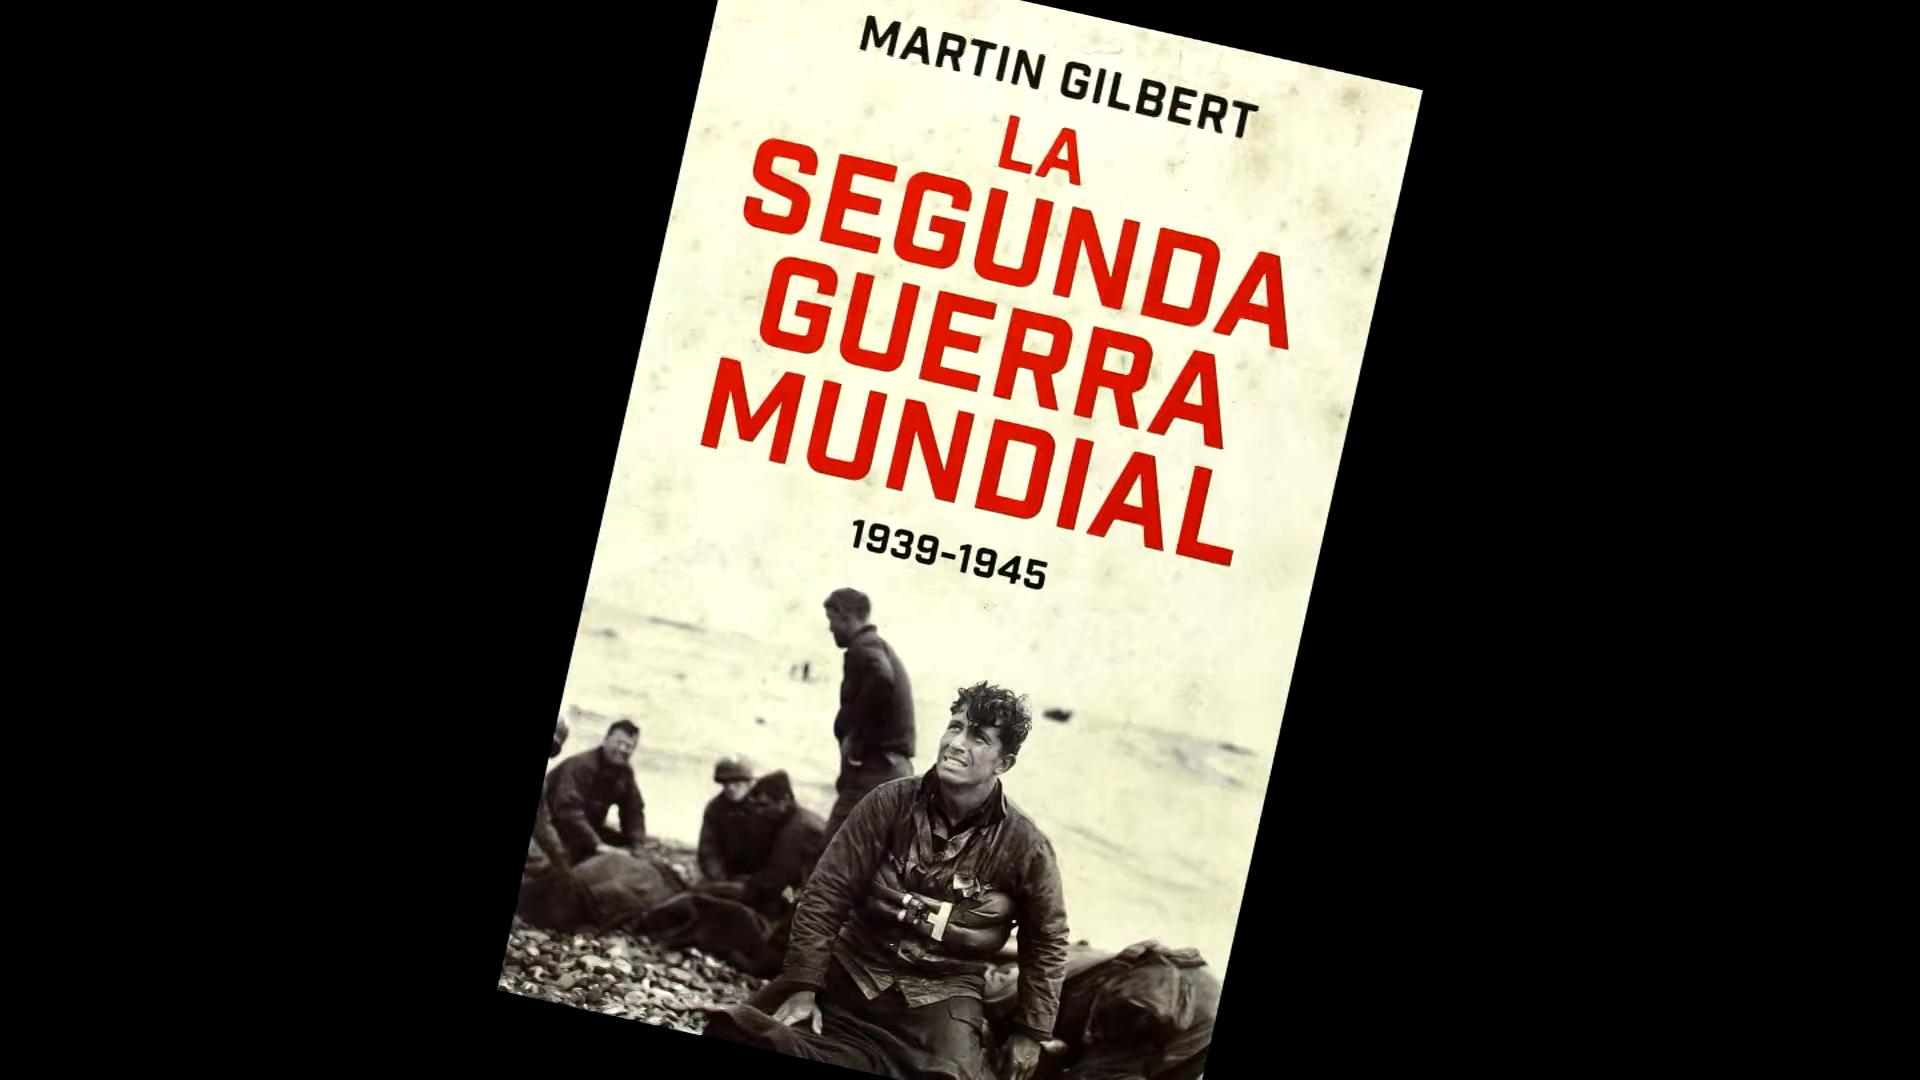 MARTIN GILBERT
LA
SEGUNDA
GUERRA
MUNDIAL
1939-1945